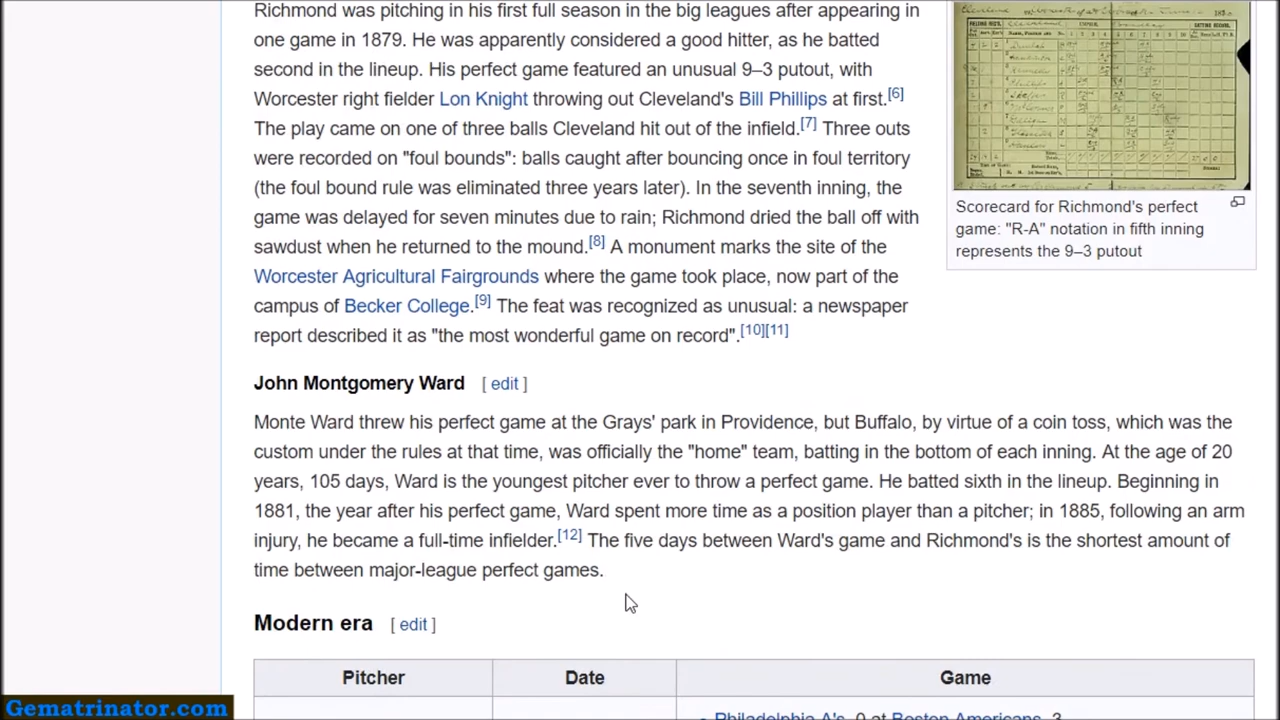 Richmond was pitching in his first full season in the big leagues after appearing in
one game in 1879. He was apparently considered a good hitter, as he batted
second in the lineup. His perfect game featured an unusual 9–3 putout, with
Worcester right fielder Lon Knight throwing out Cleveland's Bill Phillips at first.[6]
The play came on one of three balls Cleveland hit out of the infield.[7] Three outs
were recorded on "foul bounds": balls caught after bouncing once in foul territory
(the foul bound rule was eliminated three years later). In the seventh inning, the
game was delayed for seven minutes due to rain; Richmond dried the ball off with
sawdust when he returned to the mound.[8] A monument marks the site of the
Worcester Agricultural Fairgrounds where the game took place, now part of the
campus of Becker College.[9] The feat was recognized as unusual: a newspaper
report described it as "the most wonderful game on record".[10][11]
Scorecard for Richmond's perfect
game: "R-A" notation in fifth inning
represents the 9–3 putout
John Montgomery Ward [ edit ]
Monte Ward threw his perfect game at the Grays' park in Providence, but Buffalo, by virtue of a coin toss, which was the
custom under the rules at that time, was officially the "home" team, batting in the bottom of each inning. At the age of 20
years, 105 days, Ward is the youngest pitcher ever to throw a perfect game. He batted sixth in the lineup. Beginning in
1881, the year after his perfect game, Ward spent more time as a position player than a pitcher; in 1885, following an arm
injury, he became a full-time infielder.[12] The five days between Ward's game and Richmond's is the shortest amount of
time between major-league perfect games.
Modern era [ edit ]
Pitcher Date Game
Philadelphia A's, 0 at Boston Americans, 3
Gematrinator.com